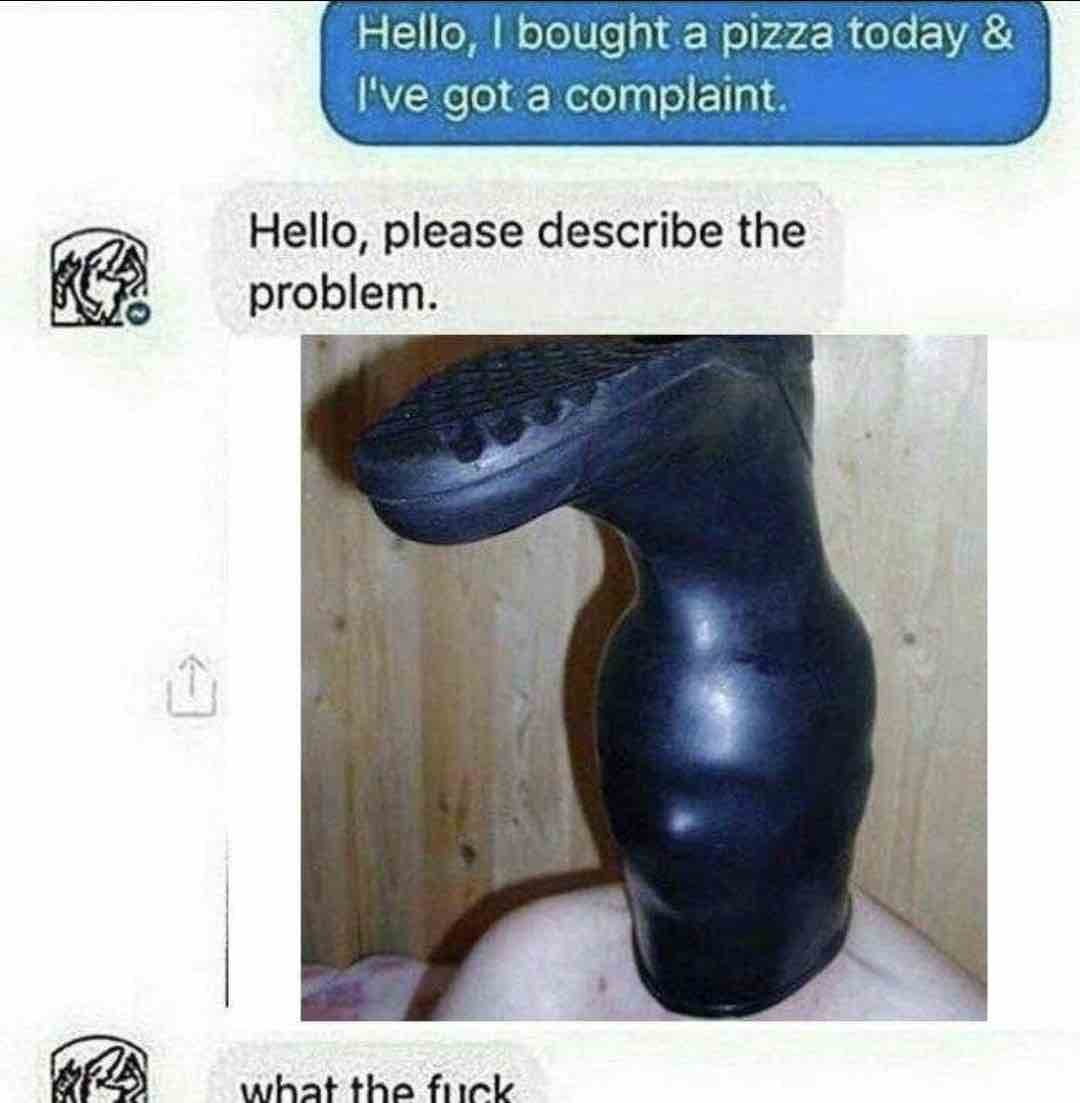 Hello, I bought a pizza today &
I've got a complaint.
Hello, please describe the
problem.
what the fuck